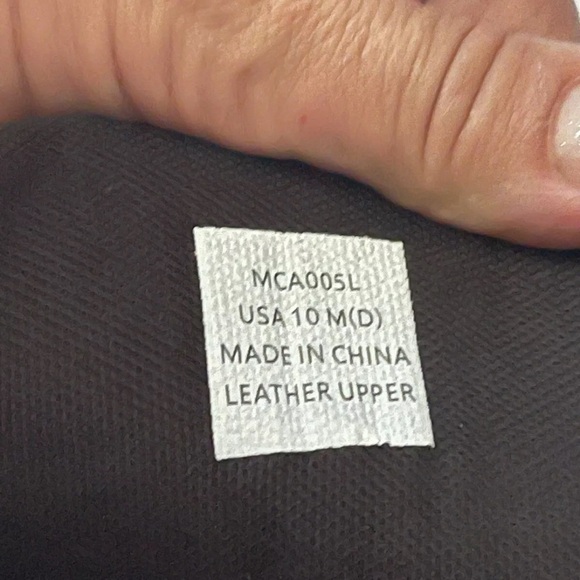 MCA005L
USA 10 M(D)
MADE IN CHINA
LEATHER UPPER